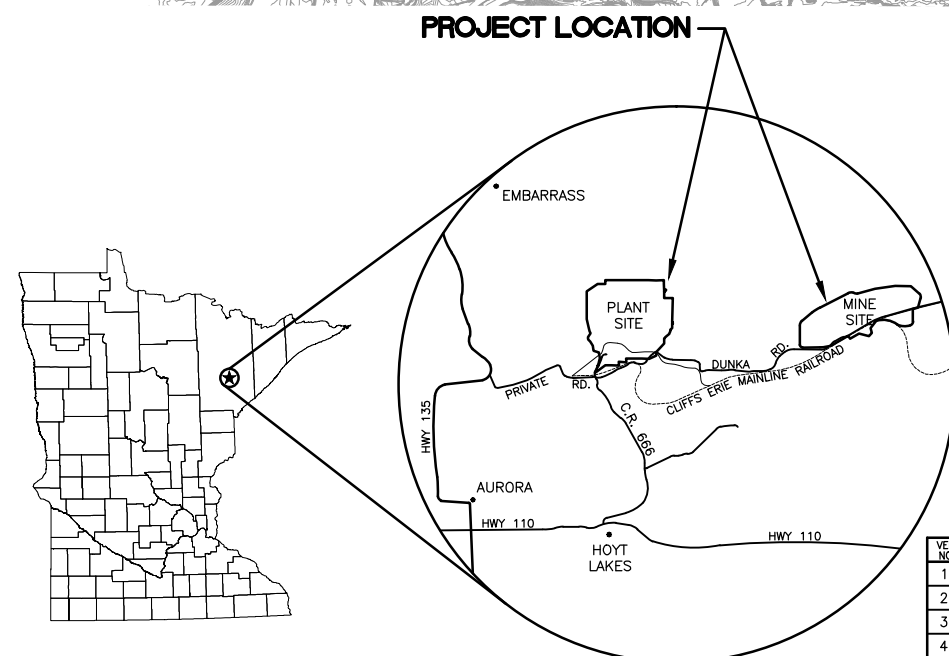 PROJECT LOCATION
EMBARRASS
PLANT
SITE
MINE
SITE
DUNKA
RD.
PRIVATE
RD.
CLIFFS ERIE MAINLINE RAILROAD
HWY 135
C.R. 666
AURORA
HWY 110
HWY 110
HOYT
LAKES
1
2
3
4